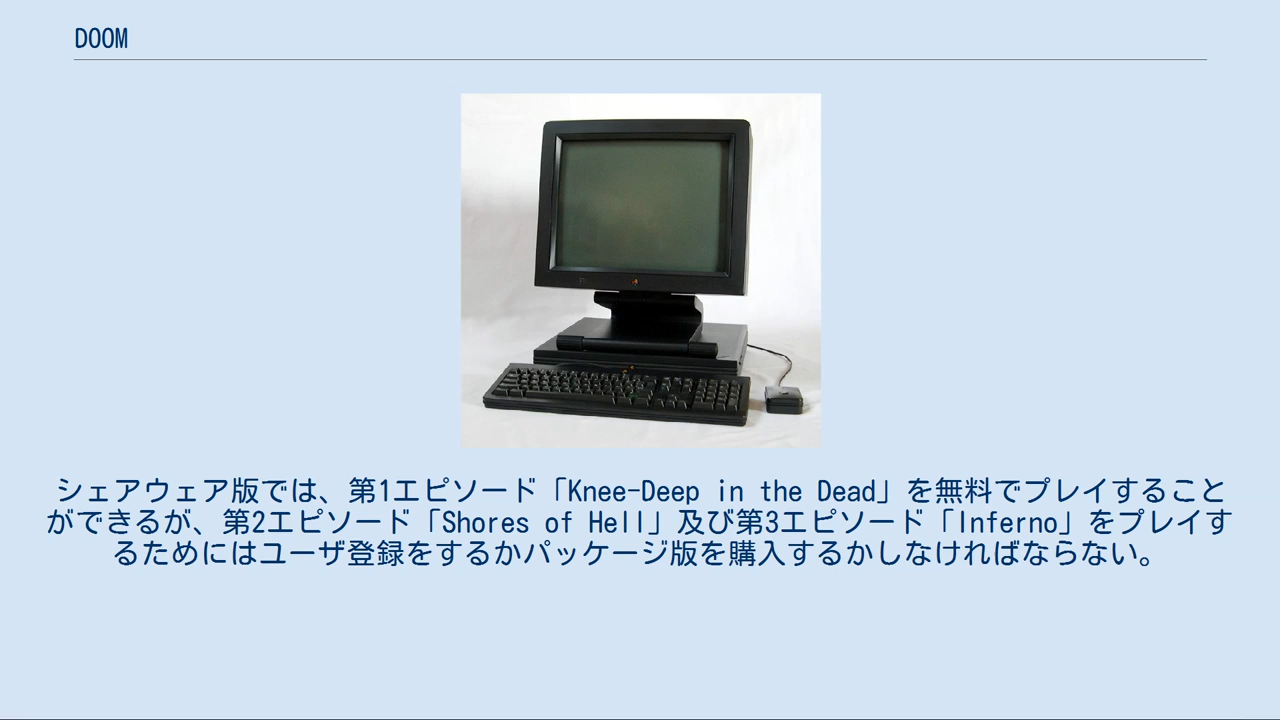 DOOM
シェアウェア版では、第1エピソード「Knee-Deep in the Dead」を無料でプレイすること
ができるが、第2エピソード「Shores of Hell」及び第3エピソード「Inferno」をプレイす
るためにはユーザ登録をするかパッケージ版を購入するかしなければならない。